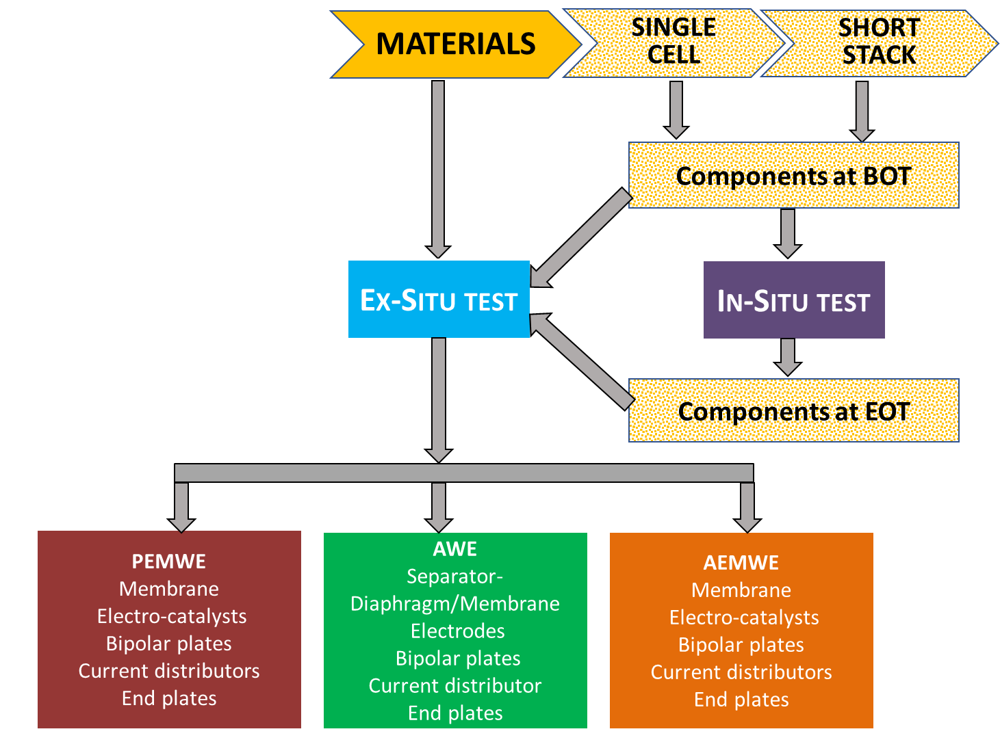 MATERIALS
SINGLE
CELL
SHORT
STACK
Components at BOT
EX-SITU TEST
IN-SITU TEST
Components at EOT
PEMWE
Membrane
Electro-catalysts
Bipolar plates
Current distributors
End plates
AWE
Separator-
Diaphragm/Membrane
Electrodes
Bipolar plates
Current distributor
End plates
AEMWE
Membrane
Electro-catalysts
Bipolar plates
Current distributors
End plates